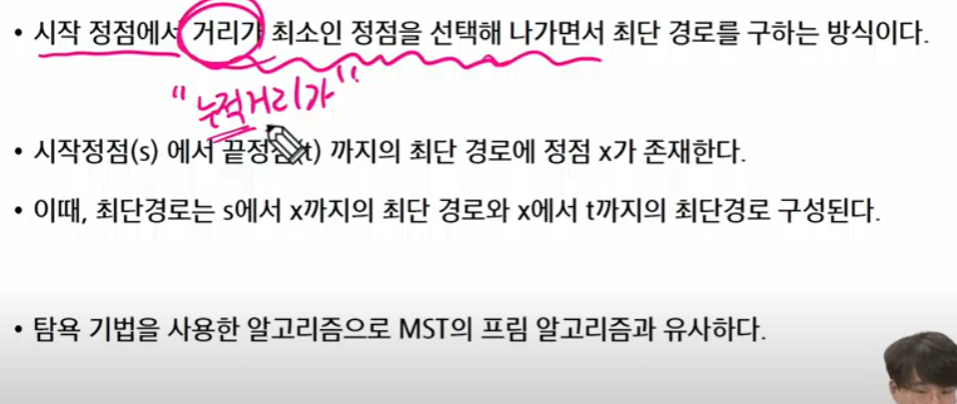 • 시작 정점에서 거리가 최소인 정점을 선택해 나가면서 최단 경로를 구하는 방식이다.
"누적거리가"
• 시작정점(s) 에서 끝정점(t) 까지의 최단 경로에 정점 x가 존재한다.
• 이때, 최단경로는 s에서 x까지의 최단 경로와 x에서 t까지의 최단경로 구성된다.
• 탐욕 기법을 사용한 알고리즘으로 MST의 프림 알고리즘과 유사하다.